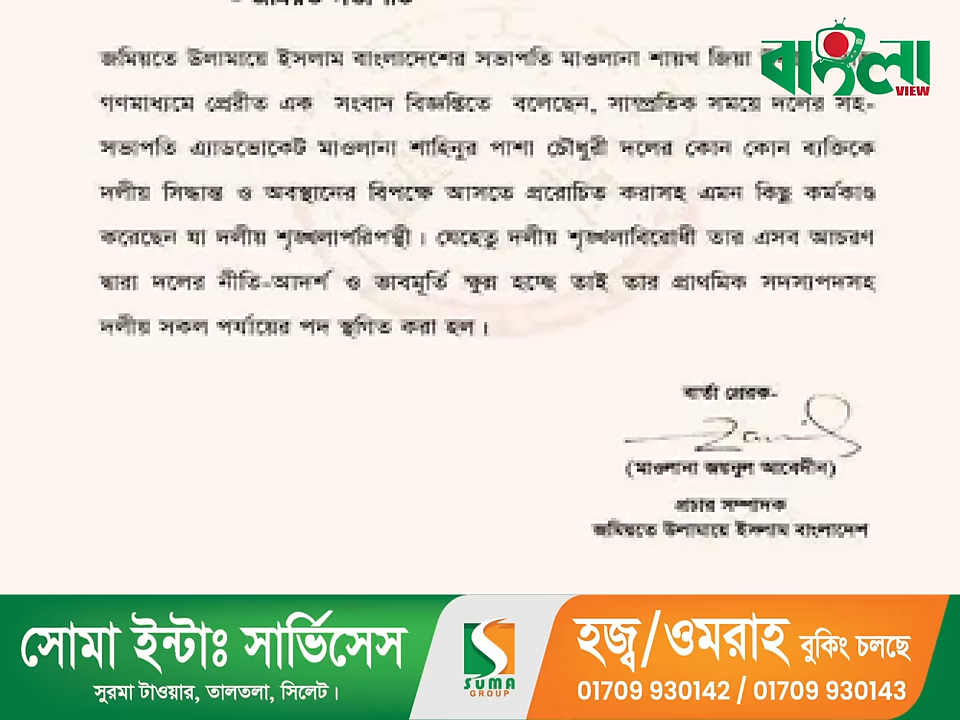 জমিয়তে উলামায়ে ইসলাম বাংলাদেশের সভাপতি মাওলানা শায়খ জিয়া
বাংলা
VIEW
গণমাধ্যমে প্রেরীত এক সংবাদ বিজ্ঞপ্তিতে বলেছেন, সাম্প্রতিক সময়ে দলের সহ-
সভাপতি এ্যাডভোকেট মাওলানা শাহিনুর পাশা চৌধুরী দলের কোন কোন ব্যক্তিকে
দলীয় সিদ্ধান্ত ও অবস্থানের বিপক্ষে আসতে প্ররোচিত করাসহ এমন কিছু কর্মকাণ্ড
করেছেন যা দলীয় শৃঙ্খলাপরিপন্থী। যেহেতু দলীয় শৃঙ্খলাবিরোধী তার এসব আচরণ
দ্বারা দলের নীতি-আদর্শ ও ভাবমূর্তি ক্ষুন্ন হচ্ছে তাই তার প্রাথমিক সদস্যপদসহ
দলীয় সকল পর্যায়ের পদ স্থগিত করা হল।
বার্তা প্রেরক-
(মাওলানা জয়নুল আবেদীন)
প্রচার সম্পাদক
জমিয়তে উলামায়ে ইসলাম বাংলাদেশ
সোমা ইন্টাঃ সার্ভিসেস
সুরমা টাওয়ার, তালতলা, সিলেট।
SUMA
GROUP
হজ্ব/ওমরাহ বুকিং চলছে
01709 930142 / 01709 930143